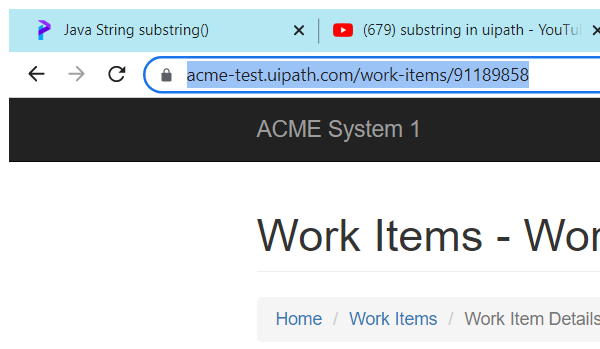 Java String substring()
(679) substring in uipath - YouTu
acme-test.uipath.com/work-items/91189858
ACME System 1
Work Items - Wor
Home / Work Items / Work Item Details